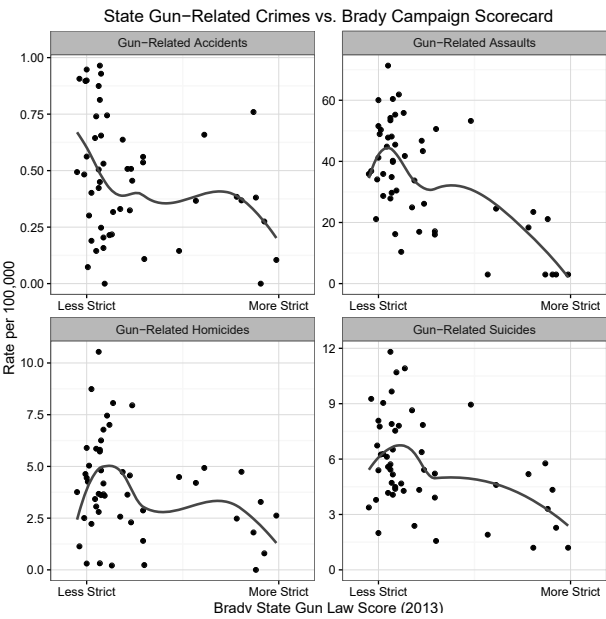 State Gun−Related Crimes vs. Brady Campaign Scorecard
Gun−Related Accidents
Gun−Related Assaults
1.00
0.75
0.50
0.25
0.00
60
40
20
0
Less Strict
More Strict
Less Strict
More Strict
Rate per 100,000
Gun−Related Homicides
Gun−Related Suicides
10.0
7.5
5.0
2.5
0.0
12
9
6
3
0
Less Strict
More Strict
Less Strict
More Strict
Brady State Gun Law Score (2013)